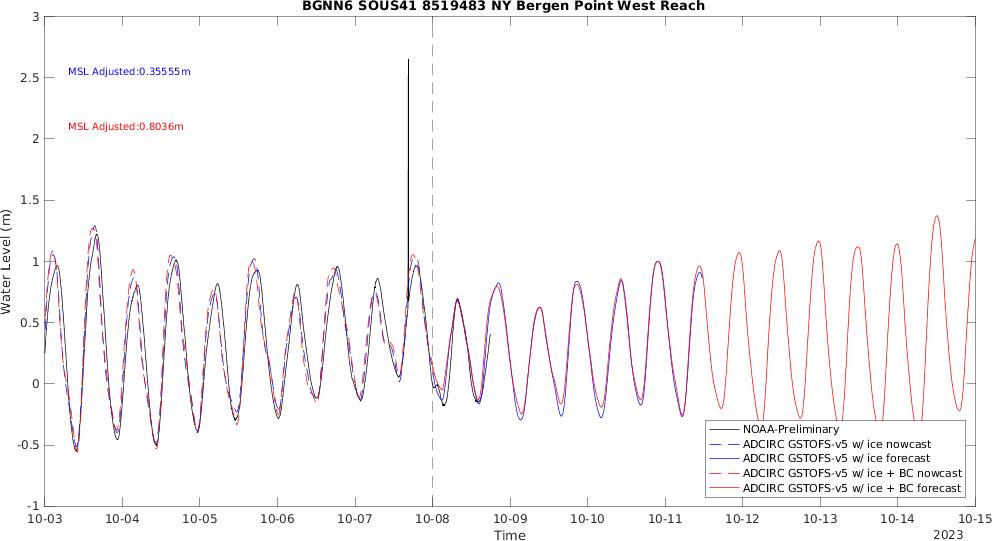 BGNN6 SOUS41 8519483 NY Bergen Point West Reach
3
2.5
2
1.5
1
0.5
0
-0.5
-1
Water Level (m)
MSL Adjusted:0.35555m
MSL Adjusted:0.8036m
NOAA-Preliminary
ADCIRC GSTOFS-v5 w/ ice nowcast
ADCIRC GSTOFS-v5 w/ ice forecast
ADCIRC GSTOFS-v5 w/ ice + BC nowcast
ADCIRC GSTOFS-v5 w/ ice + BC forecast
10-03 10-04 10-05 10-06 10-07 10-08 10-09 10-10 10-11 10-12 10-13 10-14 10-15
Time
2023